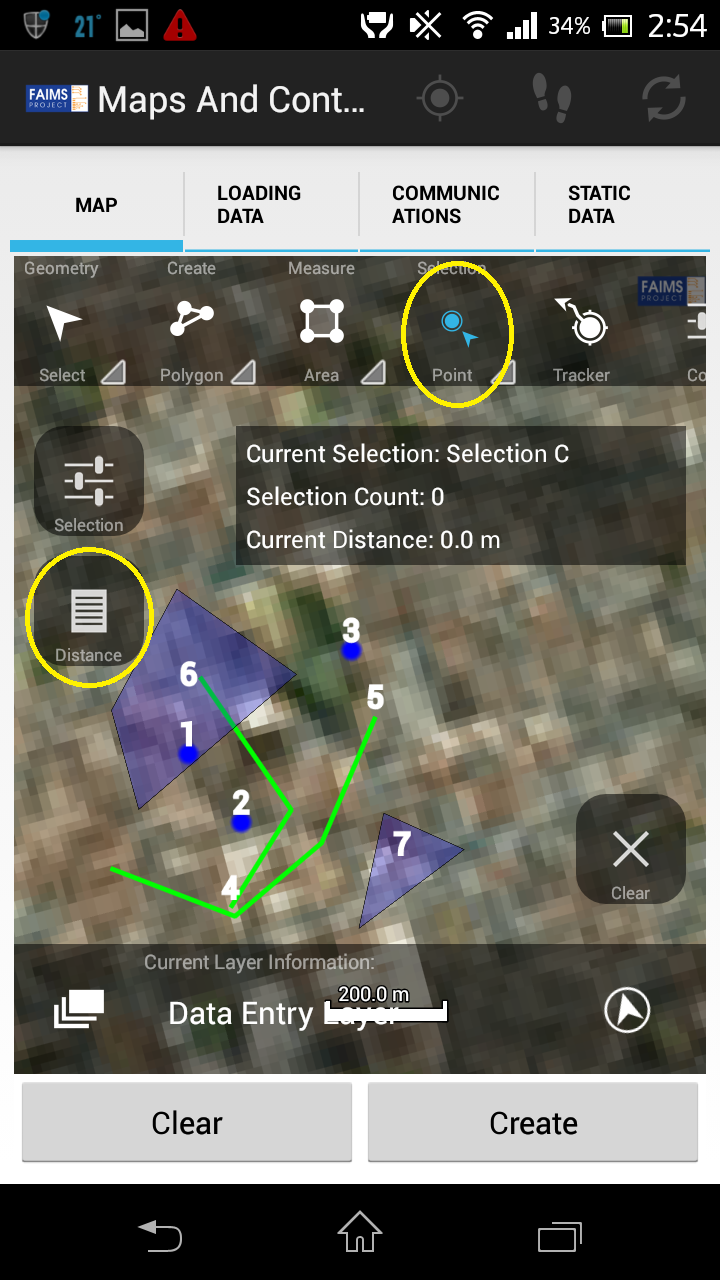 21°
34%
2:54
FAIMS
PROJECT
Maps And Cont...
MAP
LOADING
DATA
COMMUNIC
ATIONS
STATIC
DATA
Geometry
Create
Measure
Selection
FAIMS
PROJECT
Select
Polygon
Area
Point
Tracker
Co
Selection
Current Selection: Selection C
Selection Count: 0
Current Distance: 0.0 m
Distance
3
6
5
1
2
7
4
Clear
Current Layer Information:
200.0 m
Data Entry Layer
Clear
Create